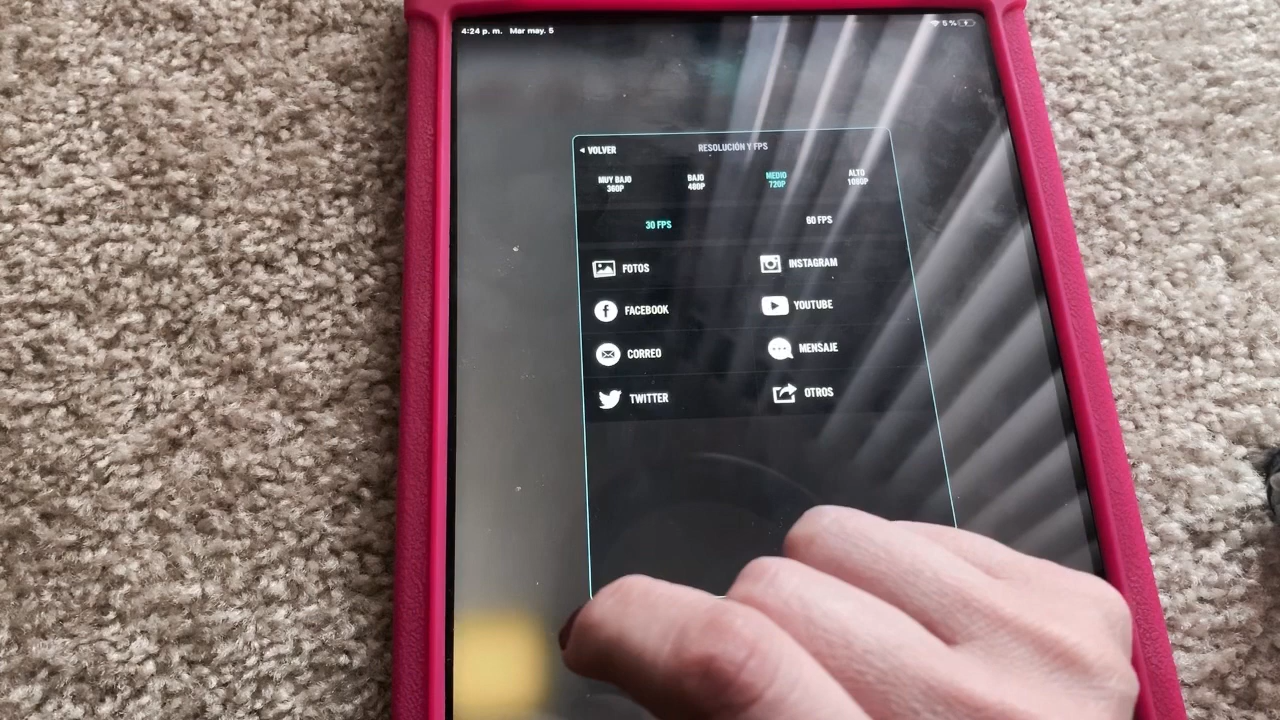 4:24 p. m. Mar may. 5
5 %
VOLVER
RESOLUCIÓN Y FPS
MUY BAJO
360P
BAJO
480P
MEDIO
720P
ALTO
1080P
30 FPS
60 FPS
FOTOS
INSTAGRAM
FACEBOOK
YOUTUBE
CORREO
MENSAJE
TWITTER
OTROS